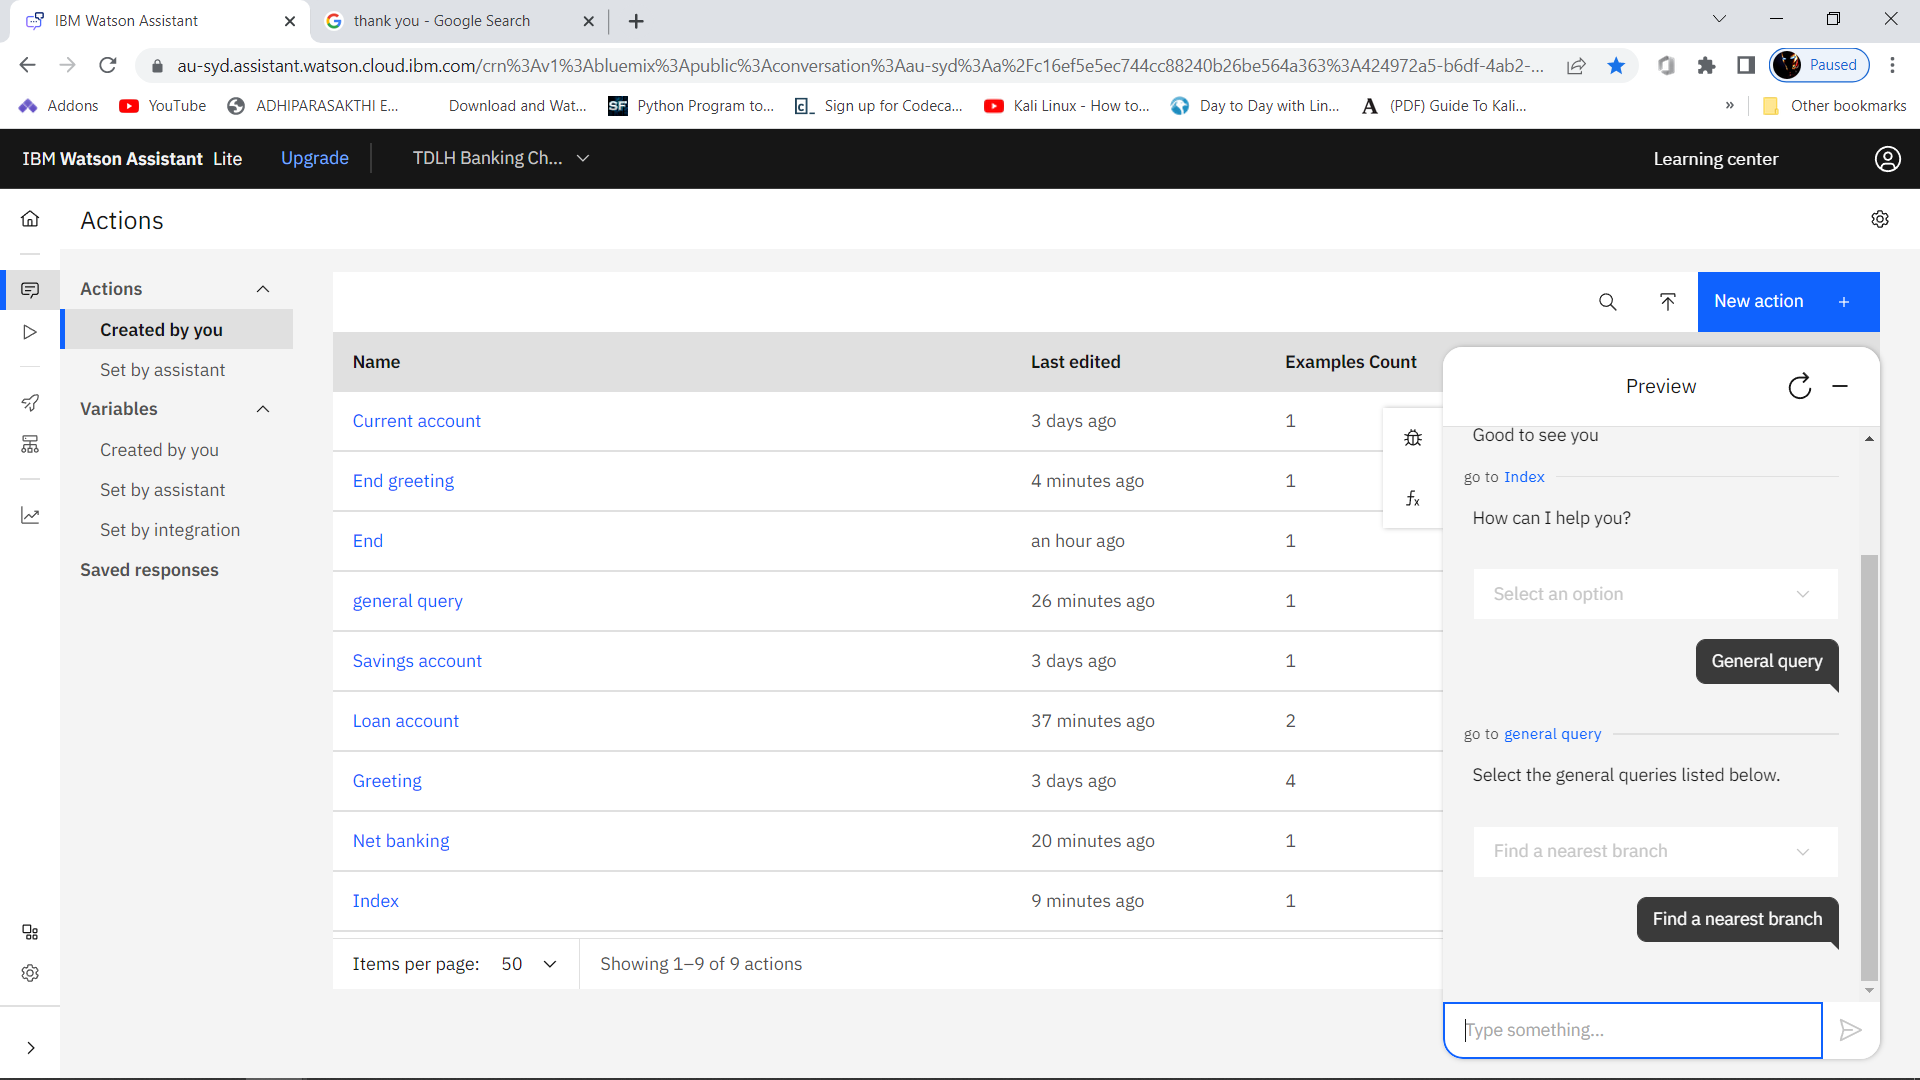 IBM Watson Assistant
thank you - Google Search
au-syd.assistant.watson.cloud.ibm.com/crn%3Av1%3Abluemix%3Apublic%3Aconversation%3Aau-syd%3Aa%2Fc16ef5e5ec744cc88240b26be564a363%3A424972a5-b6df-4ab2-...
Paused
Addons
YouTube
ADHIPARASAKTHI E...
Download and Wat...
SF Python Program to...
c_ Sign up for Codeca...
Kali Linux - How to...
Day to Day with Lin...
A (PDF) Guide To Kali...
»
Other bookmarks
IBM Watson Assistant Lite
Upgrade
TDLH Banking Ch...
Learning center
Actions
Actions
Created by you
Set by assistant
Variables
Created by you
Set by assistant
Set by integration
Saved responses
New action +
Name Last edited Examples Count
Current account 3 days ago 1
End greeting 4 minutes ago 1
End an hour ago 1
general query 26 minutes ago 1
Savings account 3 days ago 1
Loan account 37 minutes ago 2
Greeting 3 days ago 4
Net banking 20 minutes ago 1
Index 9 minutes ago 1
Items per page: 50
Showing 1–9 of 9 actions
fx
Preview
Good to see you
go to Index
How can I help you?
Select an option
General query
go to general query
Select the general queries listed below.
Find a nearest branch
Find a nearest branch
Type something...